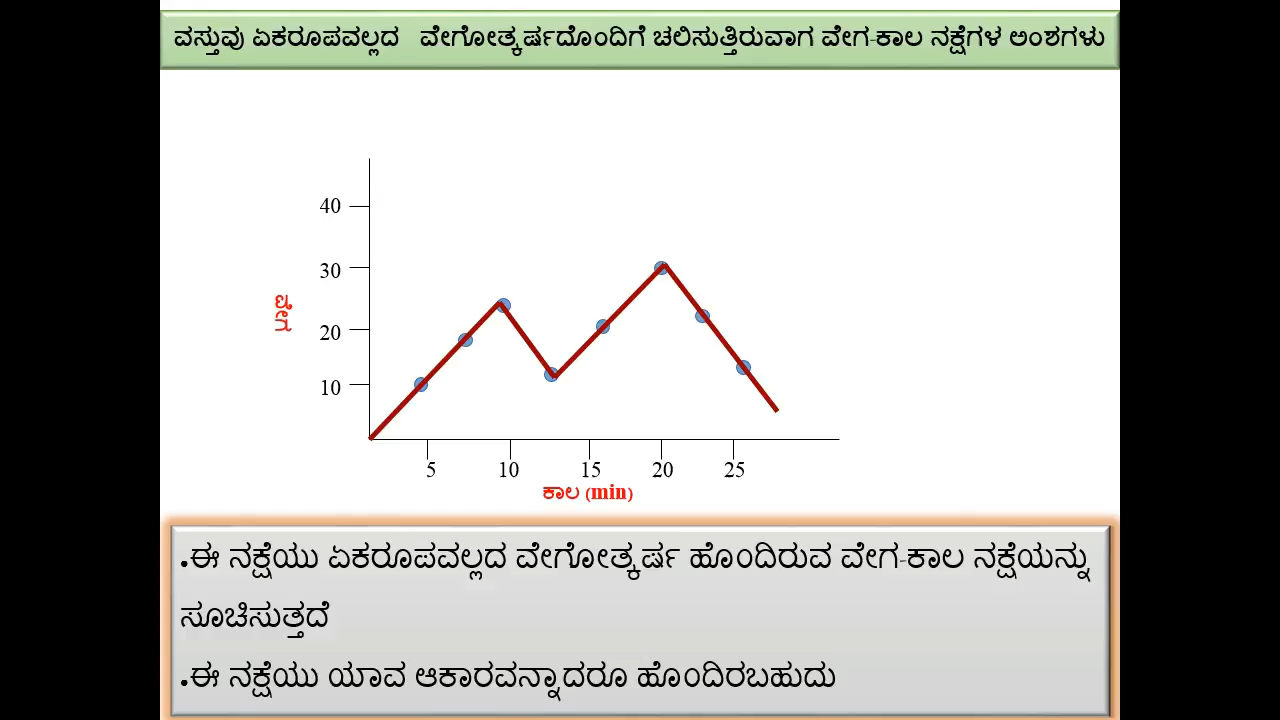 ವಸ್ತುವು ಏಕರೂಪವಲ್ಲದ ವೇಗೋತ್ಕರ್ಷದೊಂದಿಗೆ ಚಲಿಸುತ್ತಿರುವಾಗ ವೇಗ-ಕಾಲ ನಕ್ಷೆಗಳ ಅಂಶಗಳು
40
30
20
10
ವೇಗ
5 10 15 20 25
ಕಾಲ (min)
•ಈ ನಕ್ಷೆಯು ಏಕರೂಪವಲ್ಲದ ವೇಗೋತ್ಕರ್ಷ ಹೊಂದಿರುವ ವೇಗ-ಕಾಲ ನಕ್ಷೆಯನ್ನು
ಸೂಚಿಸುತ್ತದೆ
•ಈ ನಕ್ಷೆಯು ಯಾವ ಆಕಾರವನ್ನಾದರೂ ಹೊಂದಿರಬಹುದು